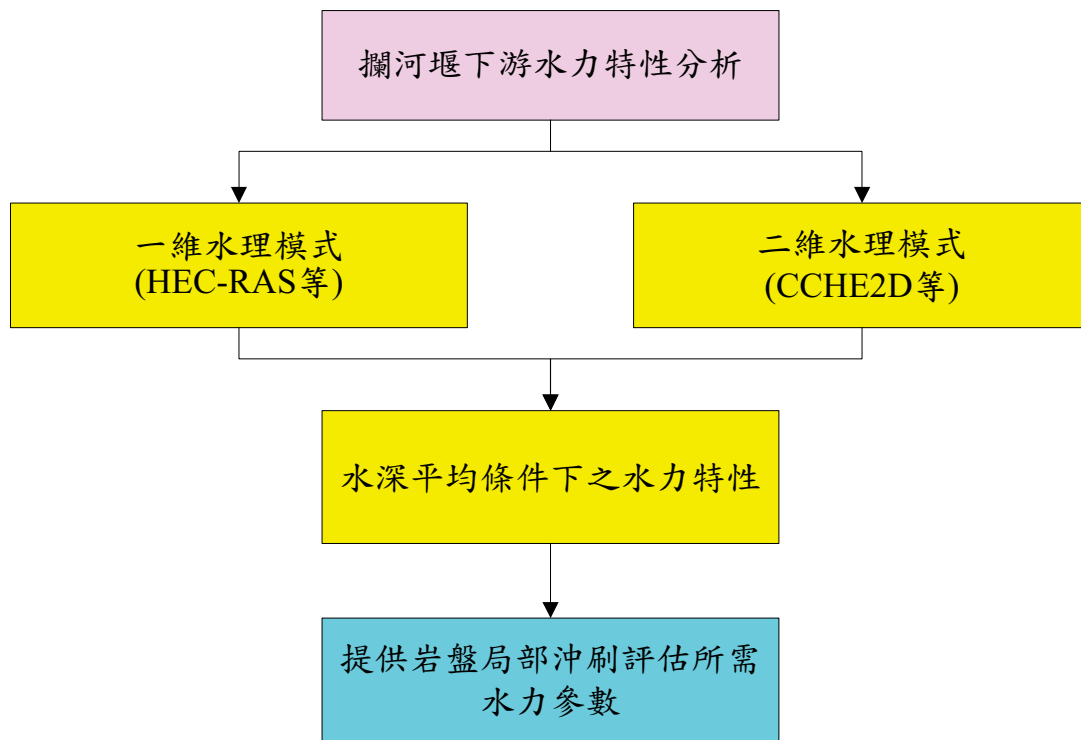 攔河堰下游水力特性分析
一維水理模式
(HEC-RAS等)
二維水理模式
(CCHE2D等)
水深平均條件下之水力特性
提供岩盤局部沖刷評估所需
水力參數